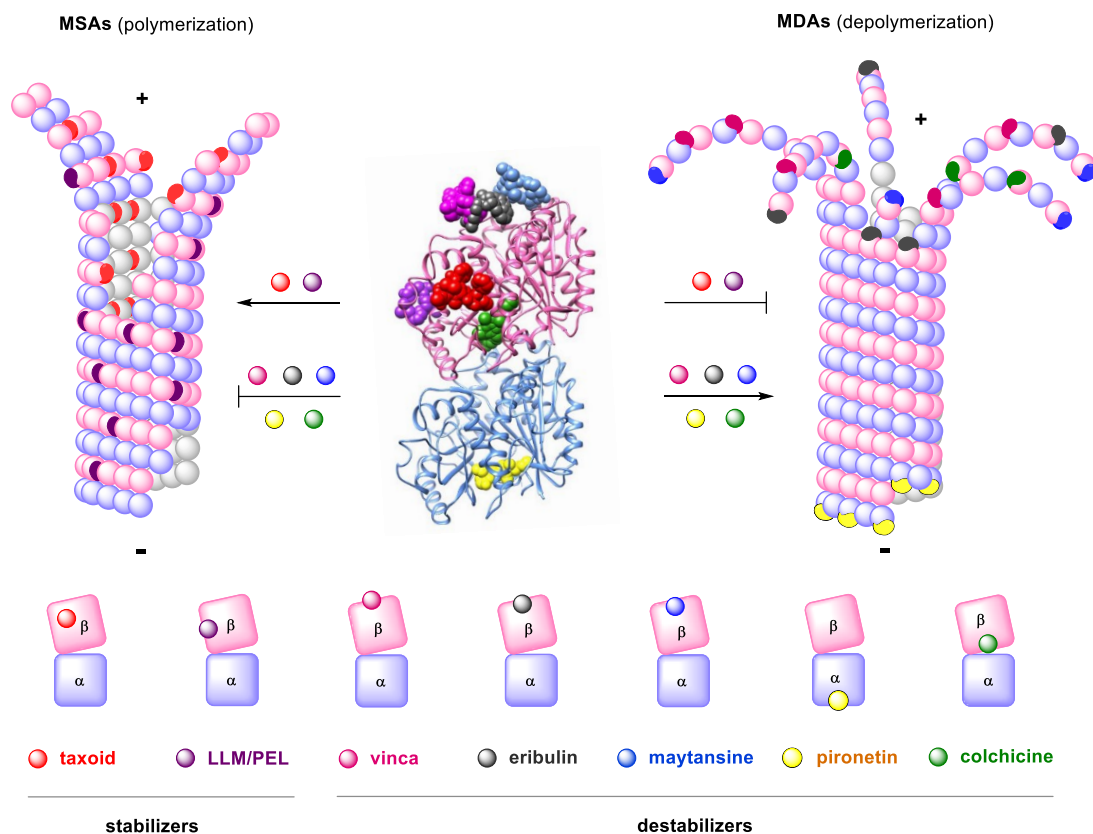 MSAs (polymerization)
MDAs (depolymerization)
+
+
-
-
β
β
β
β
β
β
β
α
α
α
α
α
α
α
taxoid
LLM/PEL
vinca
eribulin
maytansine
pironetin
colchicine
stabilizers
destabilizers